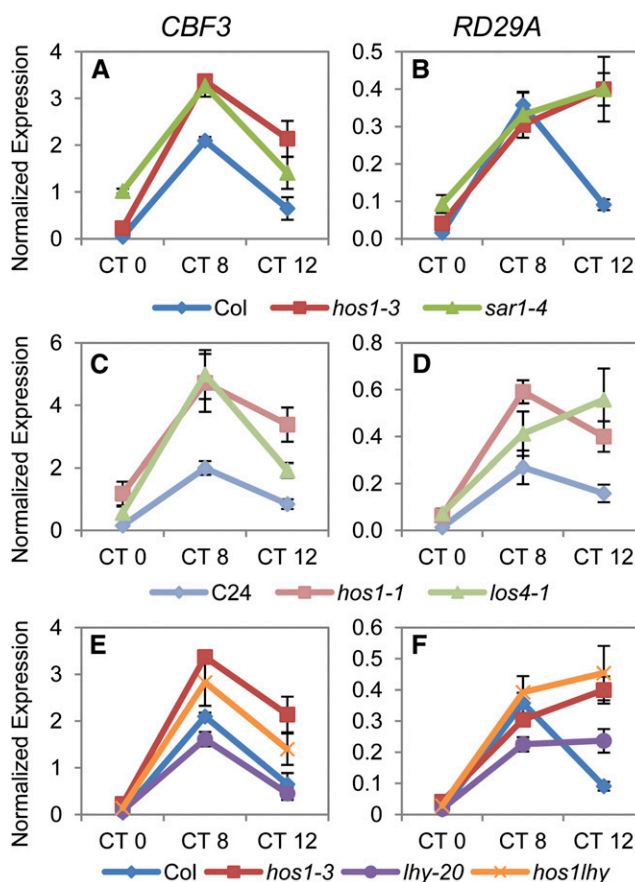 CBF3 RD29A
A
Normalized Expression
4
3
2
1
0
CT 0 CT 8 CT 12
B
0.5
0.4
0.3
0.2
0.1
0.0
CT 0 CT 8 CT 12
Col hos1-3 sar1-4
C
Normalized Expression
6
4
2
0
CT 0 CT 8 CT 12
D
0.8
0.6
0.4
0.2
0.0
CT 0 CT 8 CT 12
C24 hos1-1 los4-1
E
Normalized Expression
4
3
2
1
0
CT 0 CT 8 CT 12
F
0.6
0.5
0.4
0.3
0.2
0.1
0
CT 0 CT 8 CT 12
Col hos1-3 lhy-20 hos1lhy